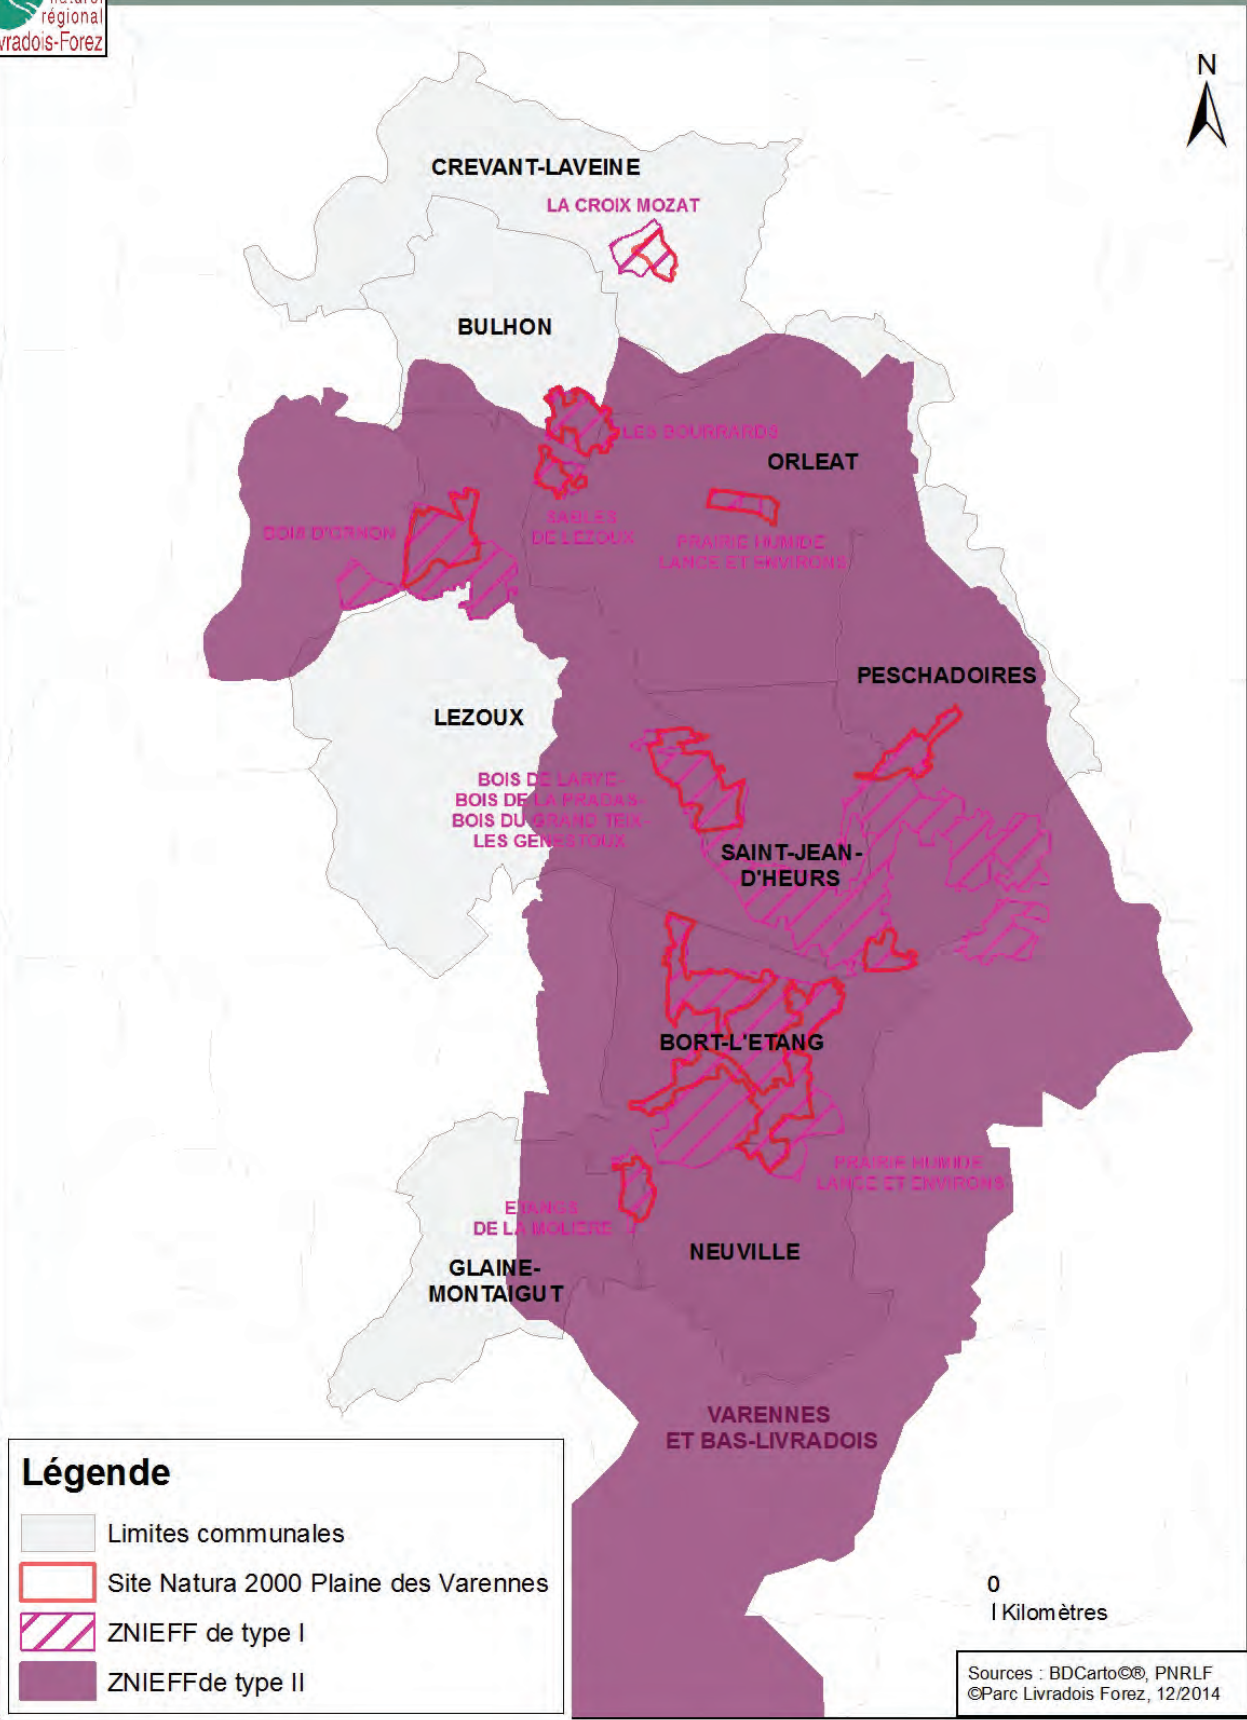 naturel
régional
vradois-Forez
N
CREVANT-LAVEINE
LA CROIX MOZAT
BULHON
LES BOURRARDS
ORLEAT
BOIS D'ORNON
SABLES
DE LEZOUX
PRAIRIE HUMIDE
LANCE ET ENVIRONS
PESCHADOIRES
LEZOUX
BOIS DE LARYE-
BOIS DE LA PRADAS-
BOIS DU GRAND TEIX-
LES GENESTOUX
SAINT-JEAN-
D'HEURS
BORT-L'ETANG
PRAIRIE HUMIDE
LANCE ET ENVIRONS
ETANGS
DE LA MOLIERE
NEUVILLE
GLAINE-
MONTAIGUT
VARENNES
ET BAS-LIVRADOIS
Légende
Limites communales
Site Natura 2000 Plaine des Varennes
ZNIEFF de type I
ZNIEFFde type II
0
Kilomètres
Sources : BDCarto©®, PNRLF
©Parc Livradois Forez, 12/2014